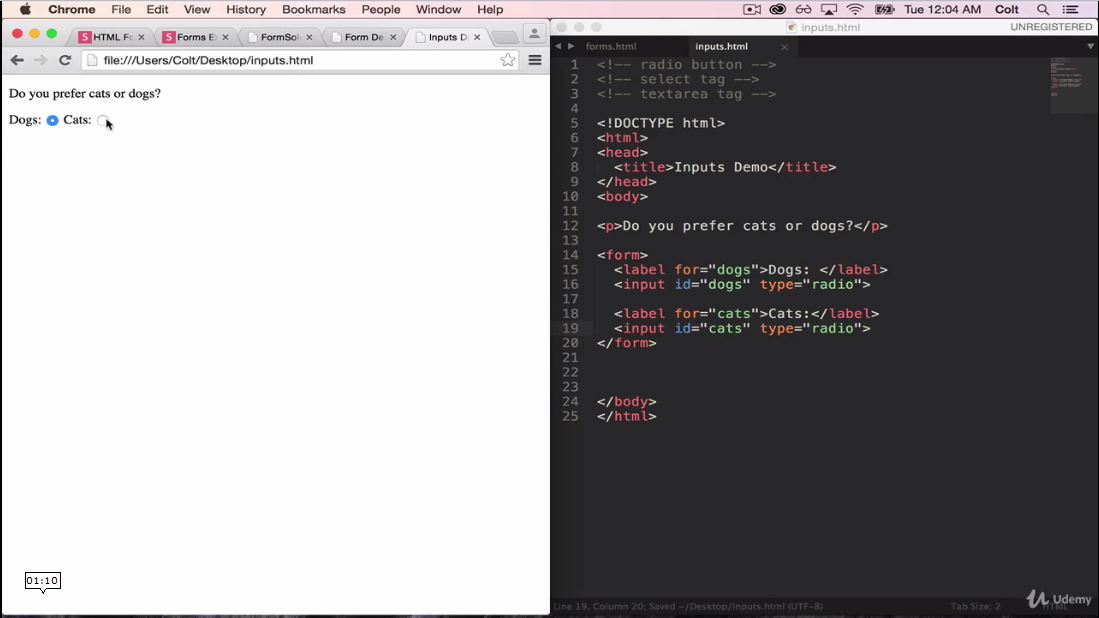 Chrome File Edit View History Bookmarks People Window Help Tue 12:04 AM Colt
HTML Fo Forms Ex FormSolu Form De Inputs D
file:///Users/Colt/Desktop/inputs.html
Do you prefer cats or dogs?
Dogs: Cats:
01:10
inputs.html UNREGISTERED
forms.html inputs.html
1 <!-- radio button -->
2 <!-- select tag -->
3 <!-- textarea tag -->
4
5 <!DOCTYPE html>
6 <html>
7 <head>
8 <title>Inputs Demo</title>
9 </head>
10 <body>
11
12 <p>Do you prefer cats or dogs?</p>
13
14 <form>
15 <label for="dogs">Dogs: </label>
16 <input id="dogs" type="radio">
17
18 <label for="cats">Cats:</label>
19 <input id="cats" type="radio">
20 </form>
21
22
23
24 </body>
25 </html>
Line 19, Column 20; Saved ~/Desktop/inputs.html (UTF-8) Tab Size: 2 HTML
Udemy